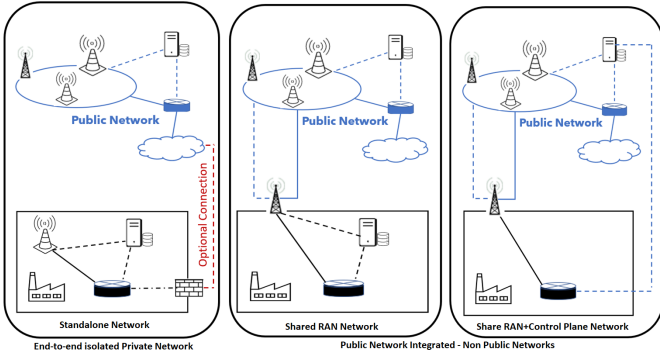 Public Network
Optional Connection
Standalone Network
End-to-end isolated Private Network
Public Network
Shared RAN Network
Public Network
Share RAN+Control Plane Network
Public Network Integrated - Non Public Networks